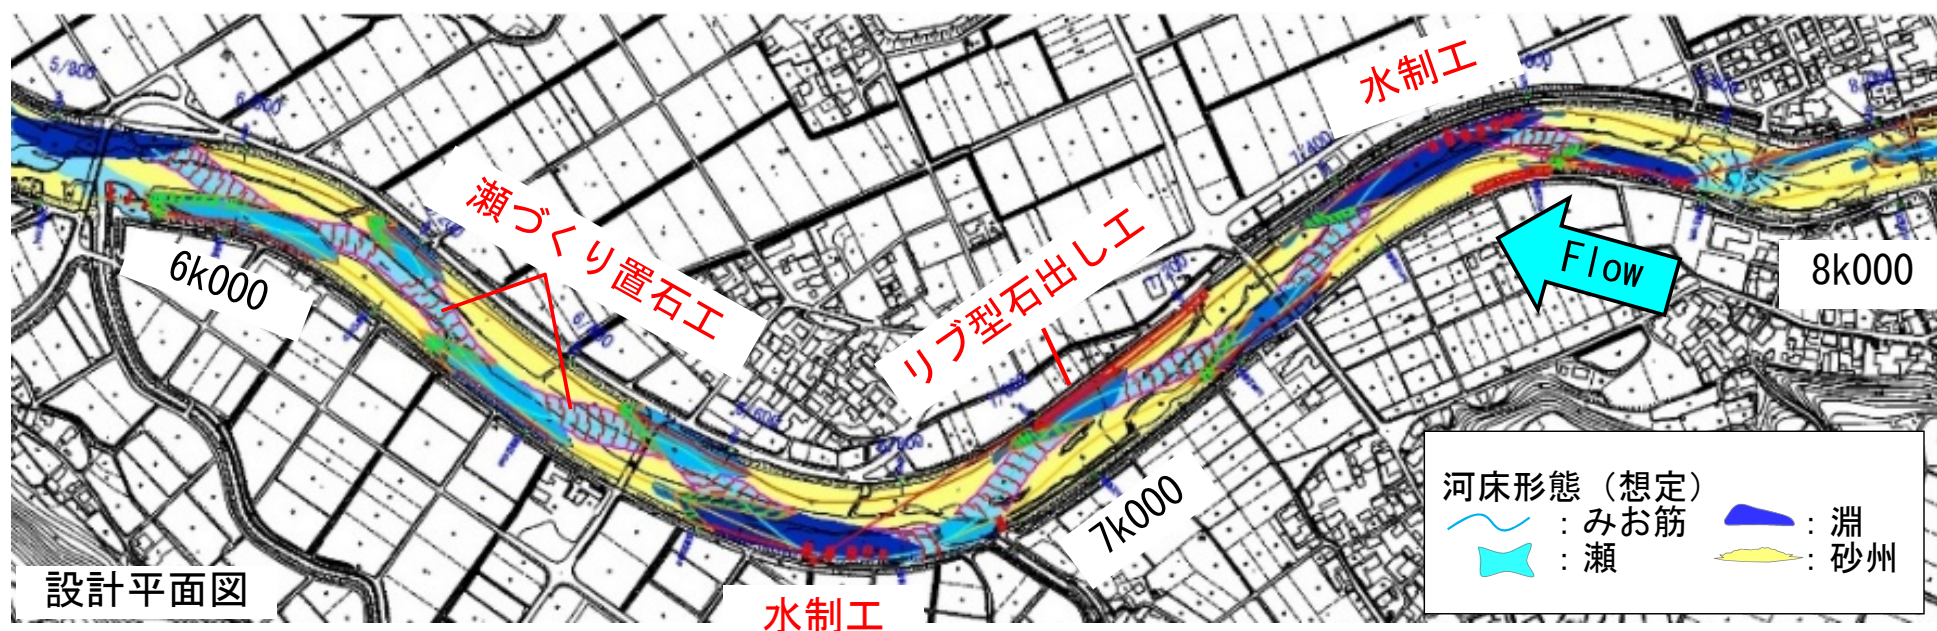 水制工
5/800
瀬づくり置石工
リブ型石出し工
Flow
6k000
8k000
7k000
河床形態（想定）
：みお筋
：淵
：瀬
：砂州
設計平面図
水制工